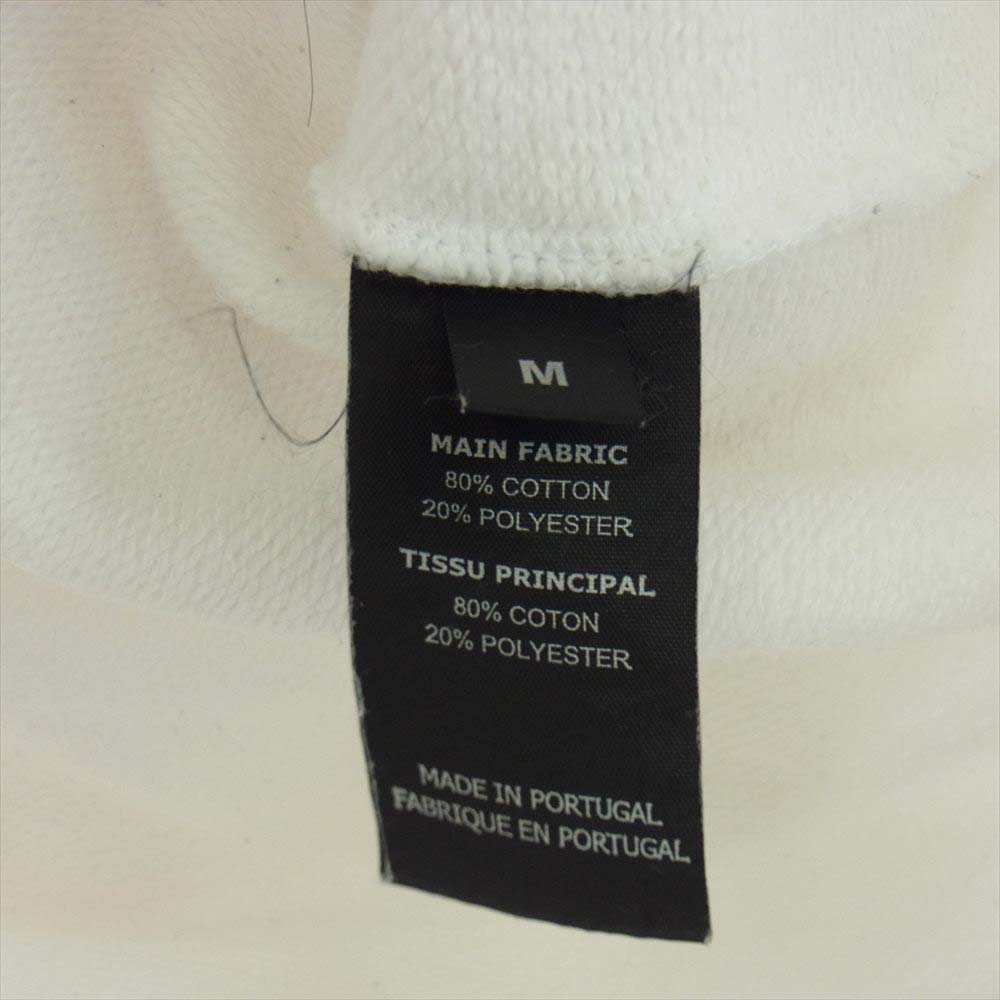 M
MAIN FABRIC
80% COTTON
20% POLYESTER
TISSU PRINCIPAL
80% COTON
20% POLYESTER
MADE IN PORTUGAL
FABRIQUE EN PORTUGAL